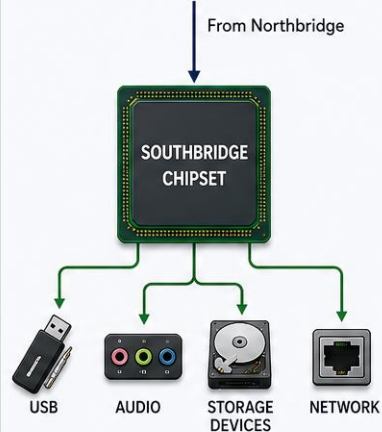 From Northbridge
SOUTHBRIDGE
CHIPSET
USB
AUDIO
STORAGE
DEVICES
NETWORK